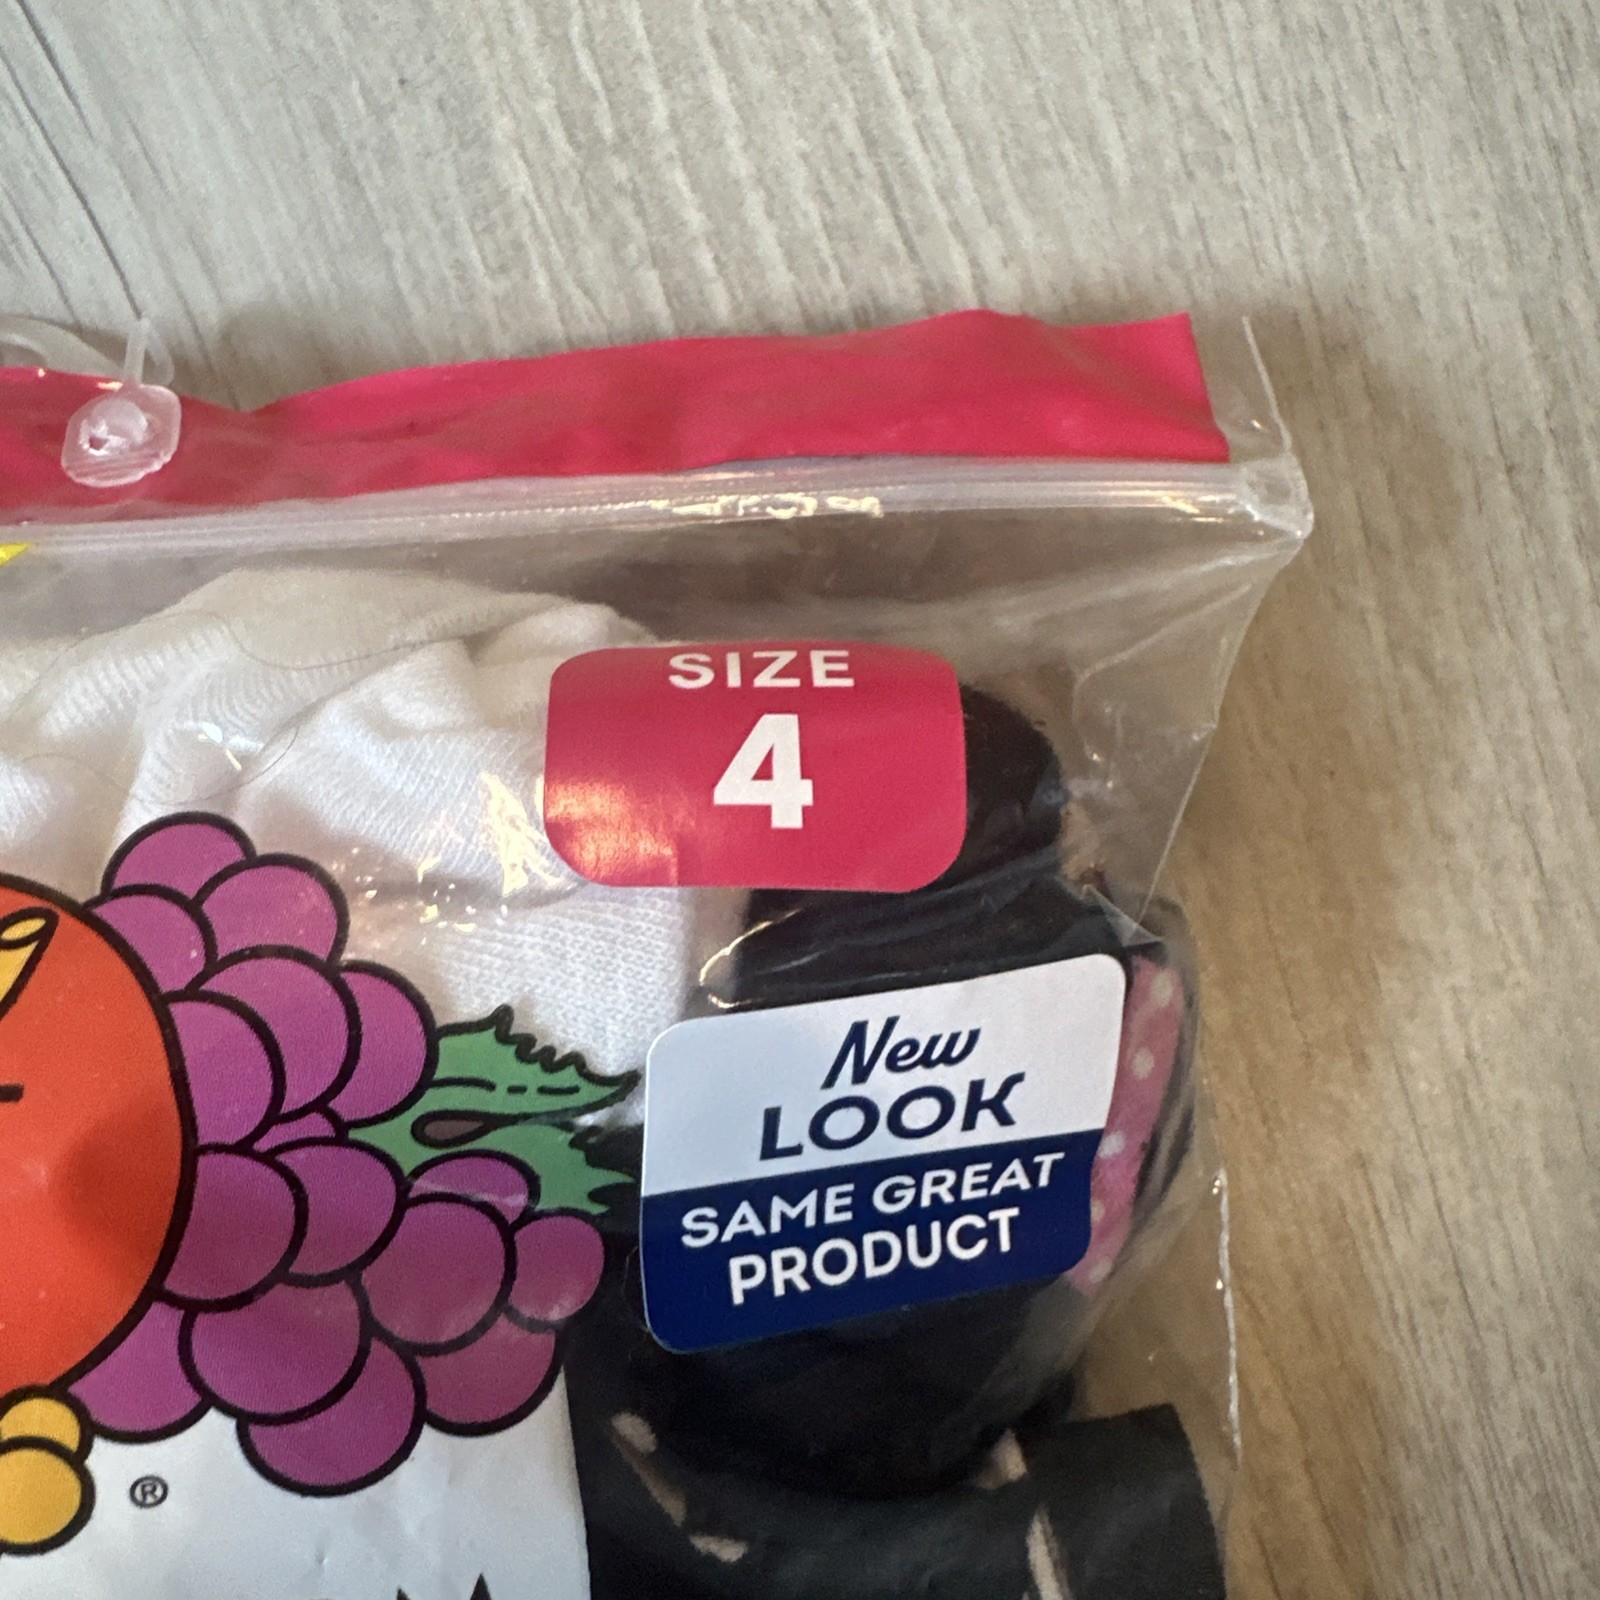 SIZE
4
New
LOOK
SAME GREAT
PRODUCT
®